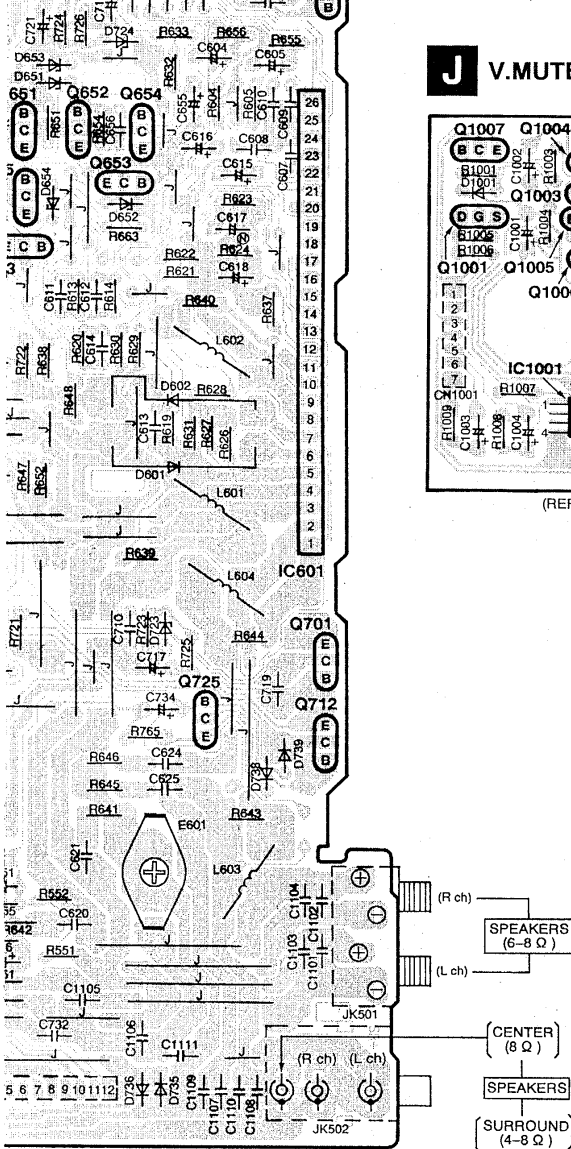 C721
R724
R726
D724
R633
R656
C604
R655
C605
D653
D651
R632
651
Q652
Q654
B
C
E
R651
B
C
E
R654
C656
B
C
E
C655
R604
R605
C610
C609
C616
C608
C607
Q653
E C B
B
C
E
D654
D652
C615
R623
C617
R663
R624
R622
R621
C618
C B
3
C611
R613
C612
R614
J
R640
R637
R722
R638
R620
C614
R630
R629
L602
R648
D602
R628
C613
R619
R631
R627
R626
R647
R652
D601
L601
J
J
R639
L604
26
25
24
23
22
21
20
19
18
17
16
15
14
13
12
11
10
9
8
7
6
5
4
3
2
1
IC601
R721
J
C710
R723
D723
R644
Q701
E
C
B
C717
R725
Q725
B
C
E
C719
Q712
E
C
B
C734
R765
D739
D738
R646
C624
R645
C625
R641
R643
E601
C621
L603
R552
C620
R642
R551
J
J
J
J
C1104
C1102
C1103
C1101
JK501
C1105
C732
C1106
C1111
J
5 6 7 8 9 10 11 12
D736
D735
C1109
C1107
C1110
C1108
(R ch) (L ch)
JK502
(R ch)
(L ch)
SPEAKERS
(6–8 Ω)
CENTER
(8 Ω)
SPEAKERS
SURROUND
(4–8 Ω)
J V.MUTE
Q1007
B C E
Q1004
R1001
D1001
C1002
R1003
Q1003
D G S
C1001
R1004
R1005
R1006
Q1001
Q1005
1
2
3
4
5
6
7
CN1001
IC1001
R1007
1
4
R1009
C1003
R1008
C1004